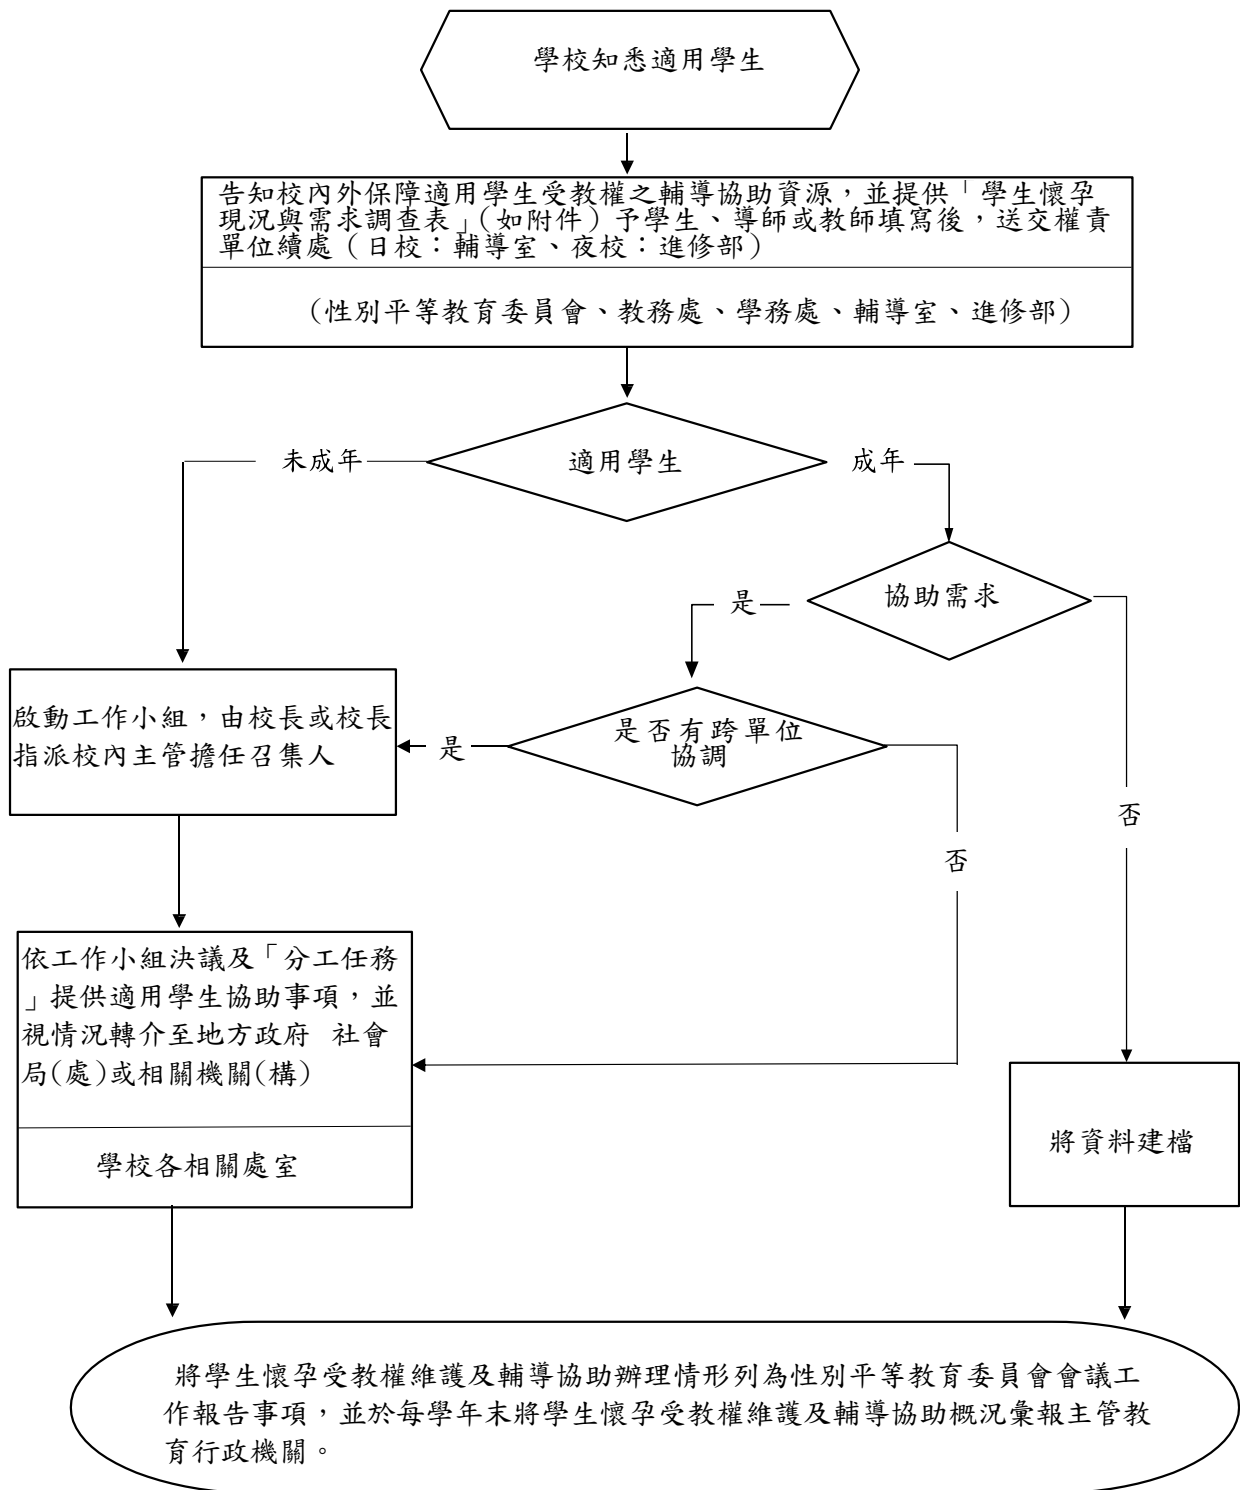 學校知悉適用學生
告知校內外保障適用學生受教權之輔導協助資源，並提供「學生懷孕
現況與需求調查表」（如附件）予學生、導師或教師填寫後，送交權責
單位續處（日校：輔導室、夜校：進修部）
（性別平等教育委員會、教務處、學務處、輔導室、進修部）
未成年
適用學生
成年
協助需求
是
是否有跨單位
協調
是
啟動工作小組，由校長或校長
指派校內主管擔任召集人
否
否
依工作小組決議及「分工任務
」提供適用學生協助事項，並
視情況轉介至地方政府 社會
局(處)或相關機關(構)
學校各相關處室
將資料建檔
將學生懷孕受教權維護及輔導協助辦理情形列為性別平等教育委員會會議工
作報告事項，並於每學年末將學生懷孕受教權維護及輔導協助概況彙報主管教
育行政機關。